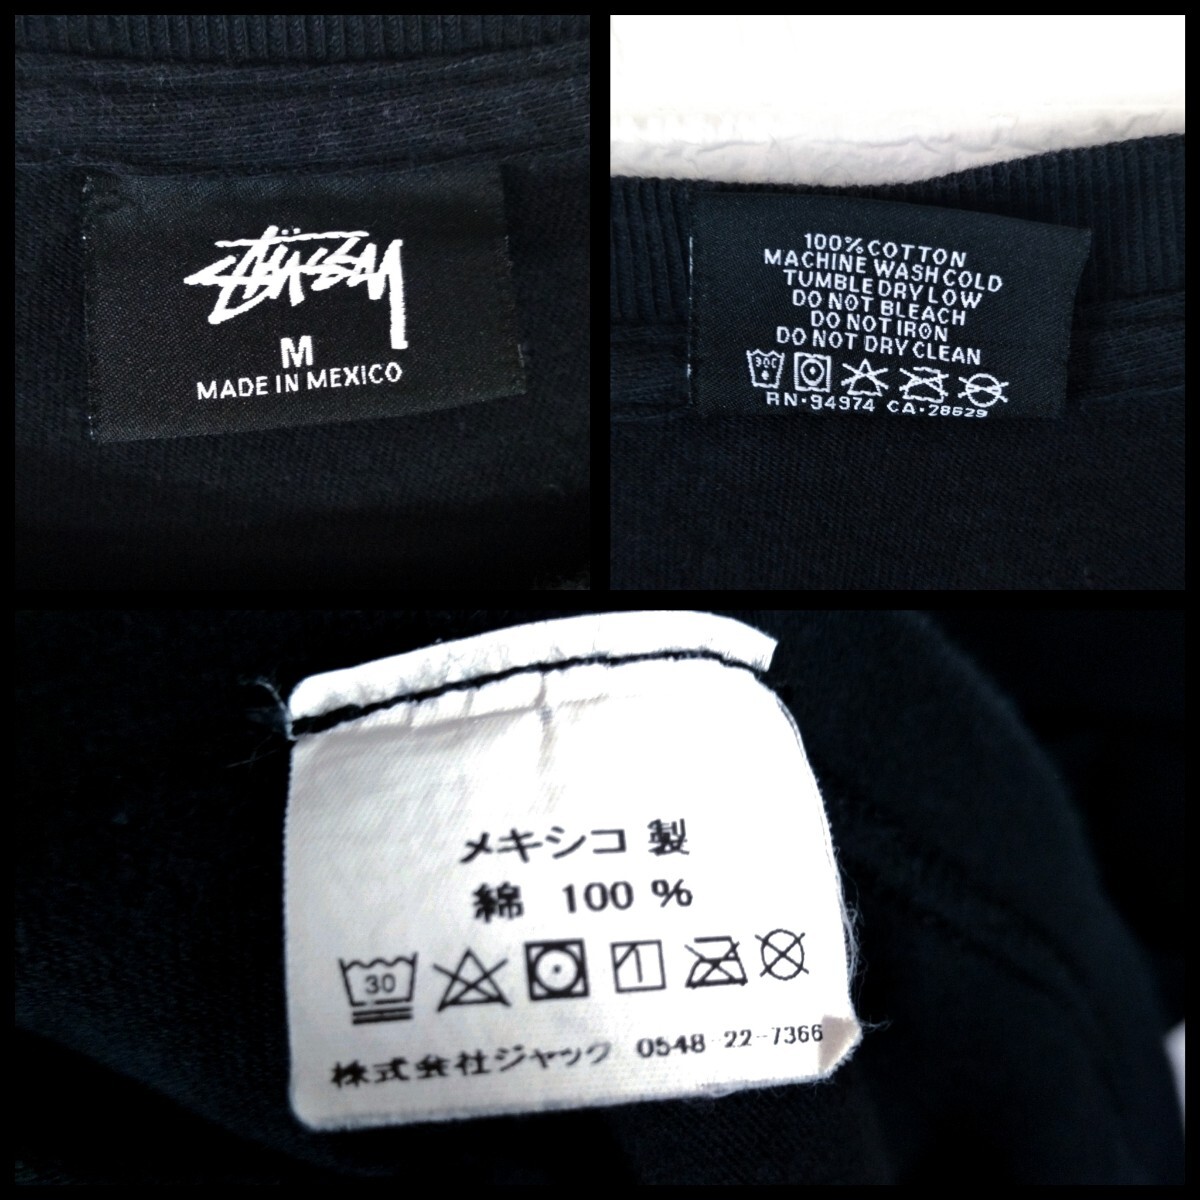 STÜSSY
M
MADE IN MEXICO
100% COTTON
MACHINE WASH COLD
TUMBLE DRY LOW
DO NOT BLEACH
DO NOT IRON
DO NOT DRY CLEAN
30C
RN·94974 CA·28629
メキシコ 製
綿 100 %
30
株式会社ジャック 0548-22-7366